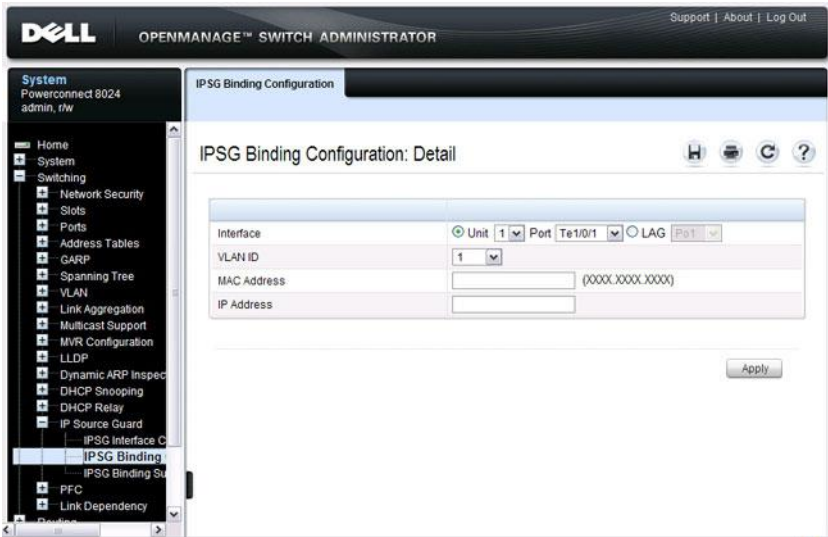 Support | About | Log Out
DELL
OPENMANAGE™ SWITCH ADMINISTRATOR
System
Powerconnect 8024
admin, r/w
IPSG Binding Configuration
Home
System
Switching
Network Security
Slots
Ports
Address Tables
GARP
Spanning Tree
VLAN
Link Aggregation
Multicast Support
MVR Configuration
LLDP
Dynamic ARP Inspec
DHCP Snooping
DHCP Relay
IP Source Guard
IPSG Interface C
IPSG Binding
IPSG Binding Su
PFC
Link Dependency
IPSG Binding Configuration: Detail
Interface Unit 1 Port Te1/0/1 LAG Po1
VLAN ID 1
MAC Address (XXXX.XXXX.XXXX)
IP Address
Apply